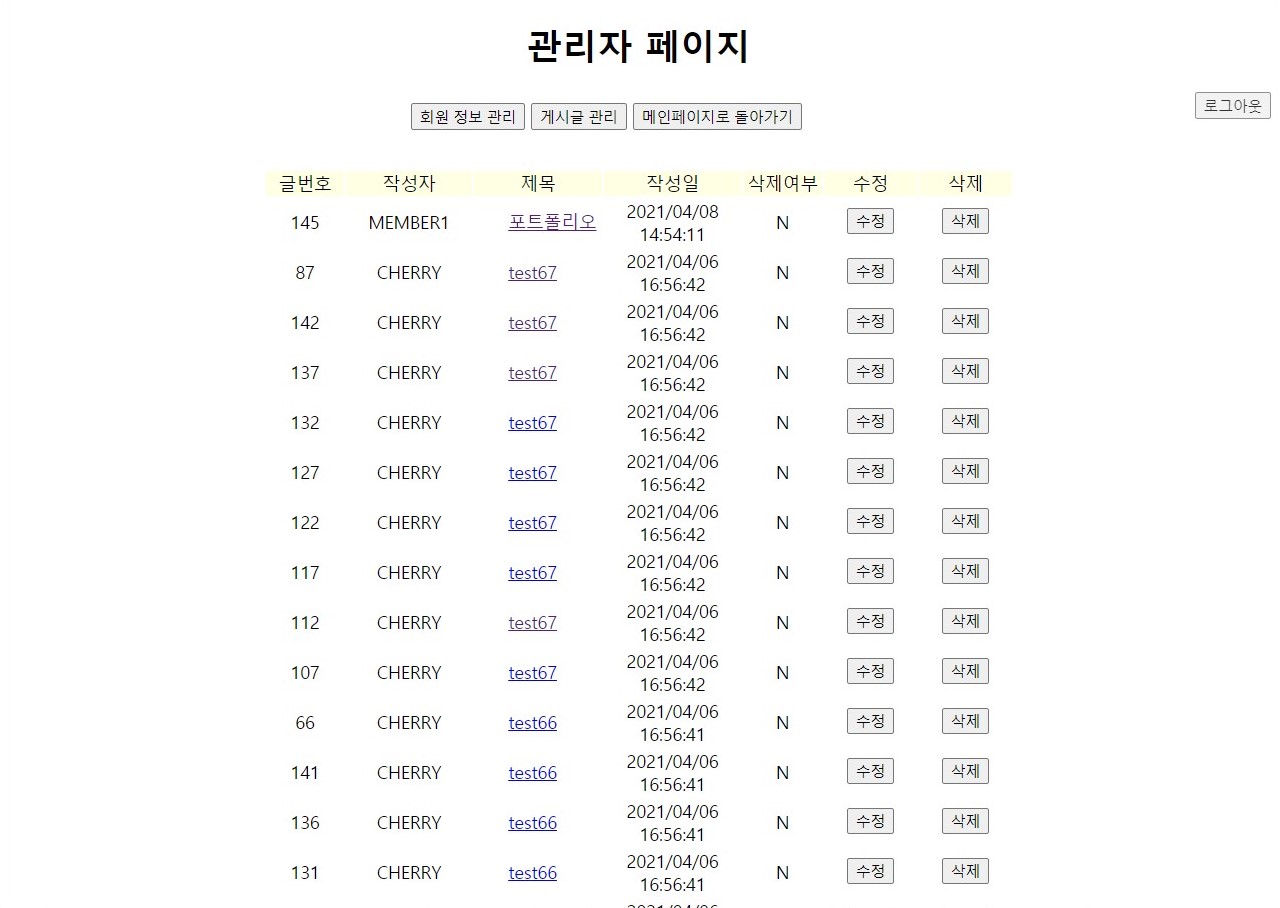 관리자 페이지
회원 정보 관리 게시글 관리 메인페이지로 돌아가기 로그아웃
글번호 작성자 제목 작성일 삭제여부 수정 삭제
145 MEMBER1 포트폴리오 2021/04/08 14:54:11 N 수정 삭제
87 CHERRY test67 2021/04/06 16:56:42 N 수정 삭제
142 CHERRY test67 2021/04/06 16:56:42 N 수정 삭제
137 CHERRY test67 2021/04/06 16:56:42 N 수정 삭제
132 CHERRY test67 2021/04/06 16:56:42 N 수정 삭제
127 CHERRY test67 2021/04/06 16:56:42 N 수정 삭제
122 CHERRY test67 2021/04/06 16:56:42 N 수정 삭제
117 CHERRY test67 2021/04/06 16:56:42 N 수정 삭제
112 CHERRY test67 2021/04/06 16:56:42 N 수정 삭제
107 CHERRY test67 2021/04/06 16:56:42 N 수정 삭제
66 CHERRY test66 2021/04/06 16:56:41 N 수정 삭제
141 CHERRY test66 2021/04/06 16:56:41 N 수정 삭제
136 CHERRY test66 2021/04/06 16:56:41 N 수정 삭제
131 CHERRY test66 2021/04/06 16:56:41 N 수정 삭제